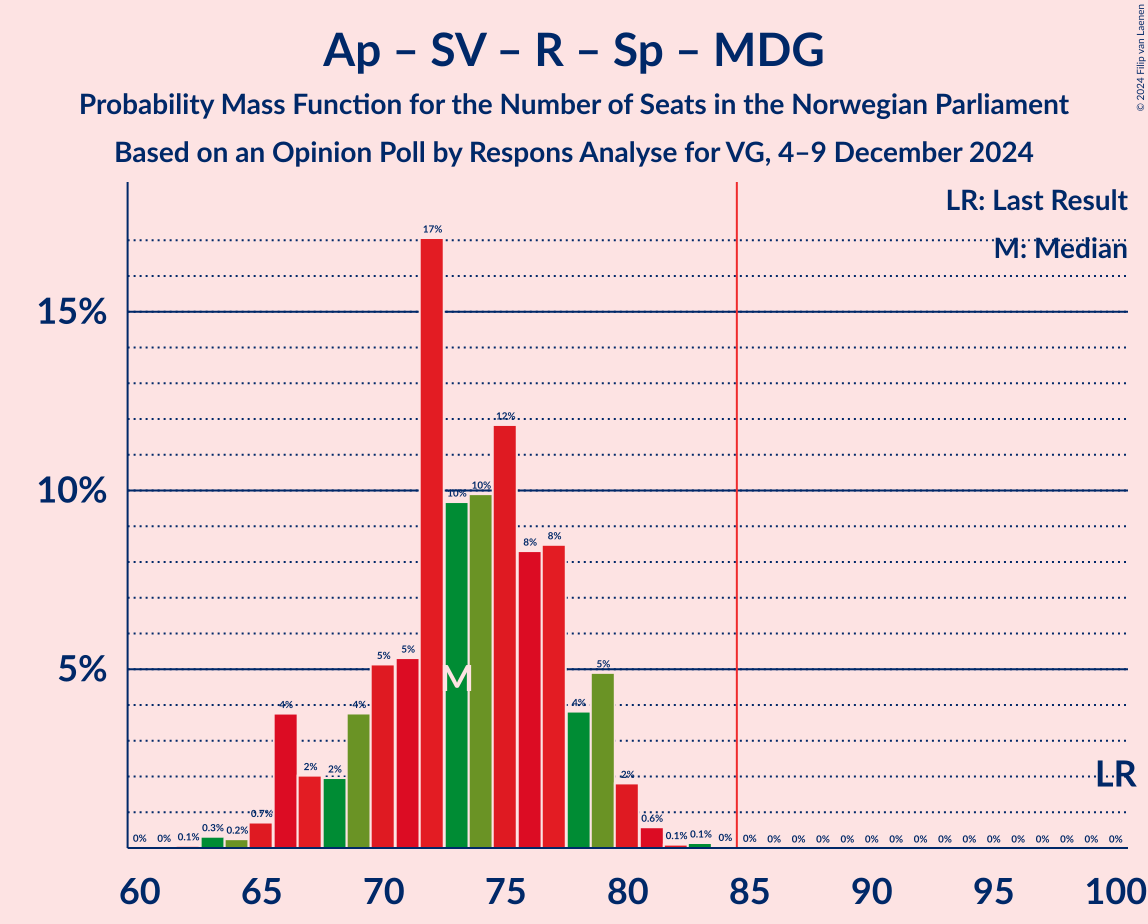 Ap – SV – R – Sp – MDG
Probability Mass Function for the Number of Seats in the Norwegian Parliament
Based on an Opinion Poll by Respons Analyse for VG, 4–9 December 2024
© 2024 Filip van Laenen
LR: Last Result
M: Median
15%
10%
5%
0% 0% 0.1% 0.3% 0.2% 0.7% 4% 2% 2% 4% 5% 5% 17% 10% 10% 12% 8% 8% 4% 5% 2% 0.6% 0.1% 0.1% 0% 0% 0% 0% 0% 0% 0% 0% 0% 0% 0% 0% 0% 0% 0% 0% 0%
M
LR
60 65 70 75 80 85 90 95 100